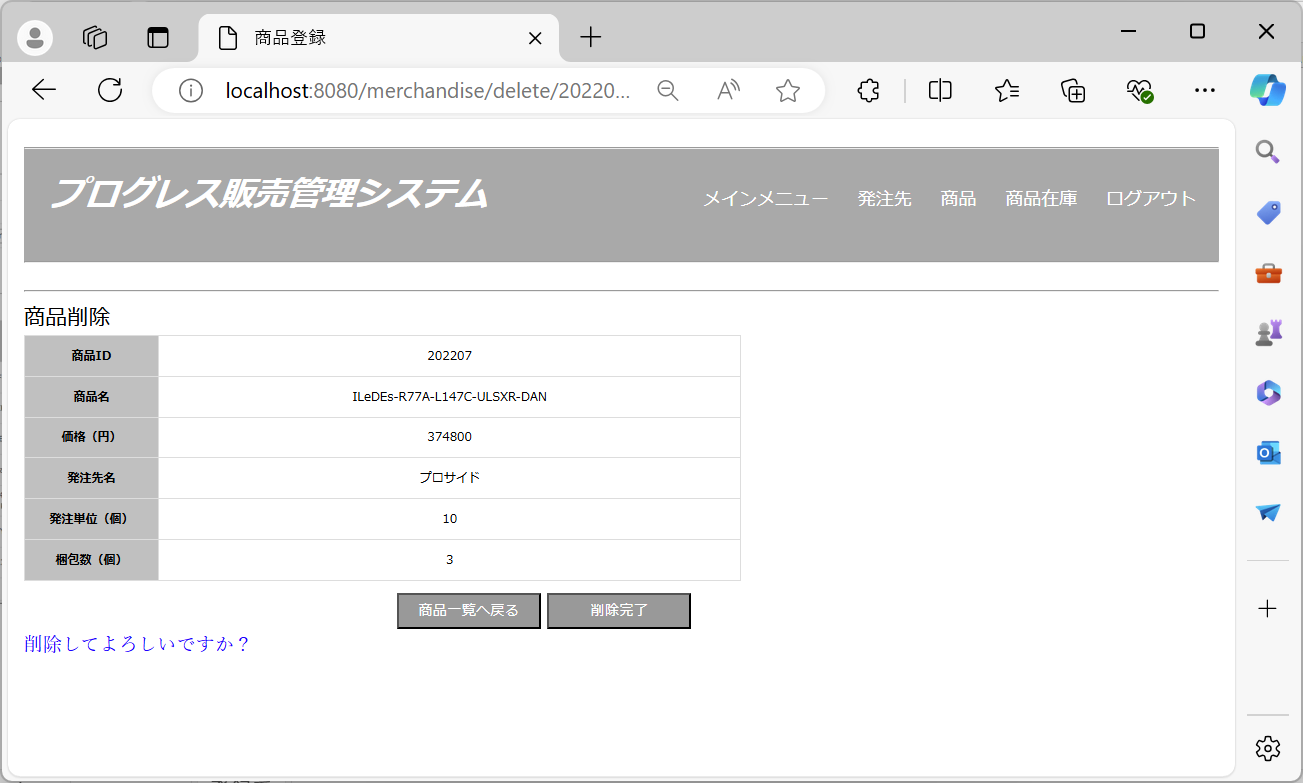 商品登録
localhost:8080/merchandise/delete/20220...
プログレス販売管理システム
メインメニュー 発注先 商品 商品在庫 ログアウト
商品削除
商品ID 202207
商品名 ILeDEs-R77A-L147C-ULSXR-DAN
価格（円） 374800
発注先名 プロサイド
発注単位（個） 10
梱包数（個） 3
商品一覧へ戻る 削除完了
削除してよろしいですか？